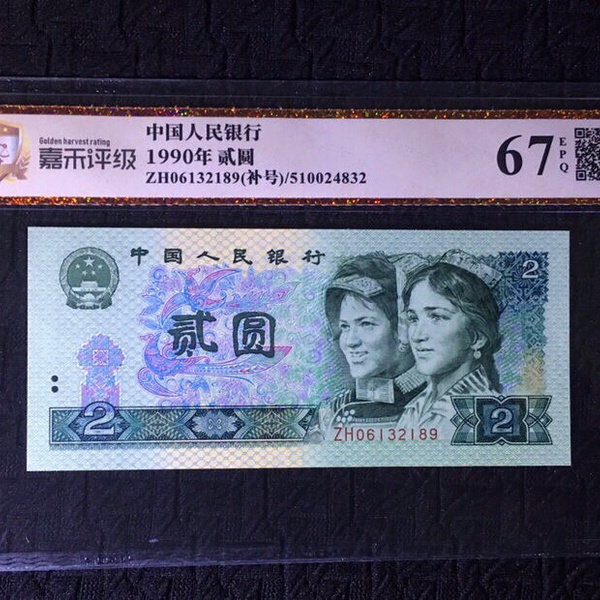 Golden harvest rating
嘉禾评级
中国人民银行
1990年 贰圆
ZH06132189(补号)/510024832
67
EPQ
中国人民银行
2
贰圆
2
ZH06132189
2